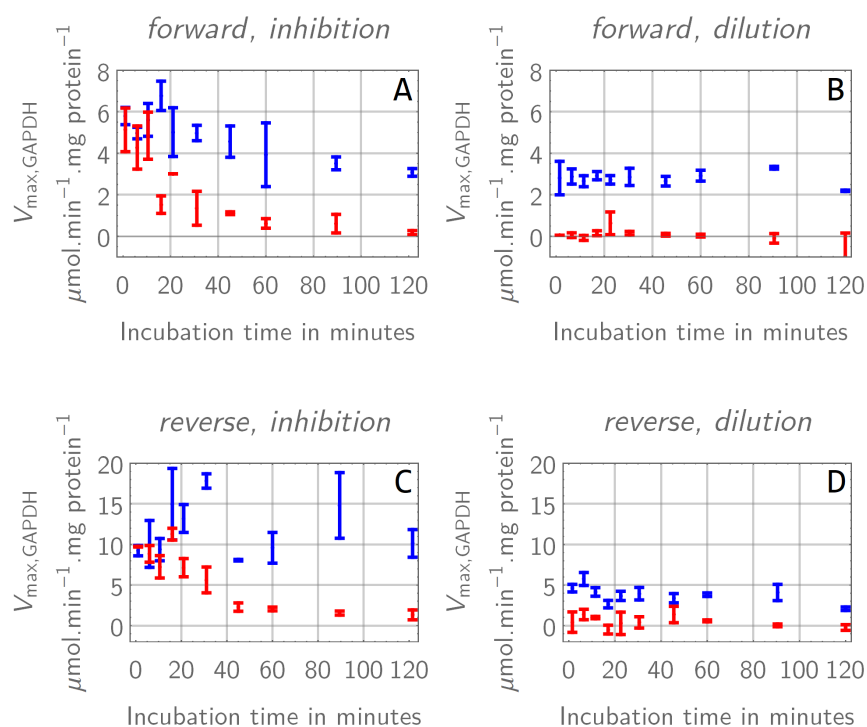 forward, inhibition
A
V_max,GAPDH
μmol.min⁻¹.mg protein⁻¹
8
6
4
2
0
0 20 40 60 80 100 120
Incubation time in minutes
forward, dilution
B
V_max,GAPDH
μmol.min⁻¹.mg protein⁻¹
8
6
4
2
0
0 20 40 60 80 100 120
Incubation time in minutes
reverse, inhibition
C
V_max,GAPDH
μmol.min⁻¹.mg protein⁻¹
20
15
10
5
0
0 20 40 60 80 100 120
Incubation time in minutes
reverse, dilution
D
V_max,GAPDH
μmol.min⁻¹.mg protein⁻¹
20
15
10
5
0
0 20 40 60 80 100 120
Incubation time in minutes